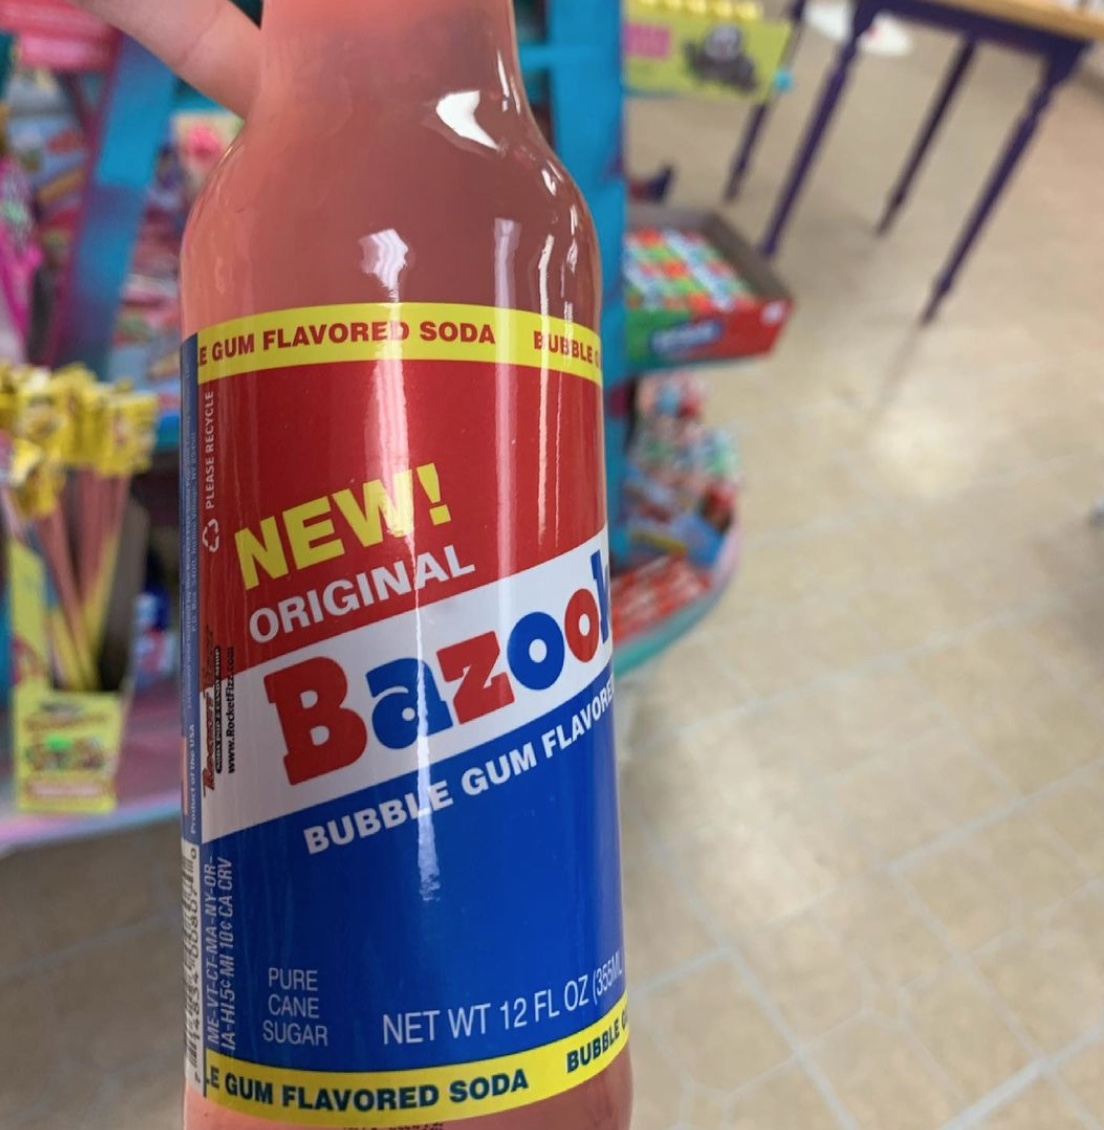 E GUM FLAVORED SODA BUBBLE G
PLEASE RECYCLE
NEW!
ORIGINAL
Bazook
BUBBLE GUM FLAVORE
www.RocketFizz.com
Product of the USA
ME-VT-CT-MA-NY-OR-
IA-HI 5¢ MI 10¢ CA CRV
PURE
CANE
SUGAR
NET WT 12 FL OZ (355ML
E GUM FLAVORED SODA BUBBLE G